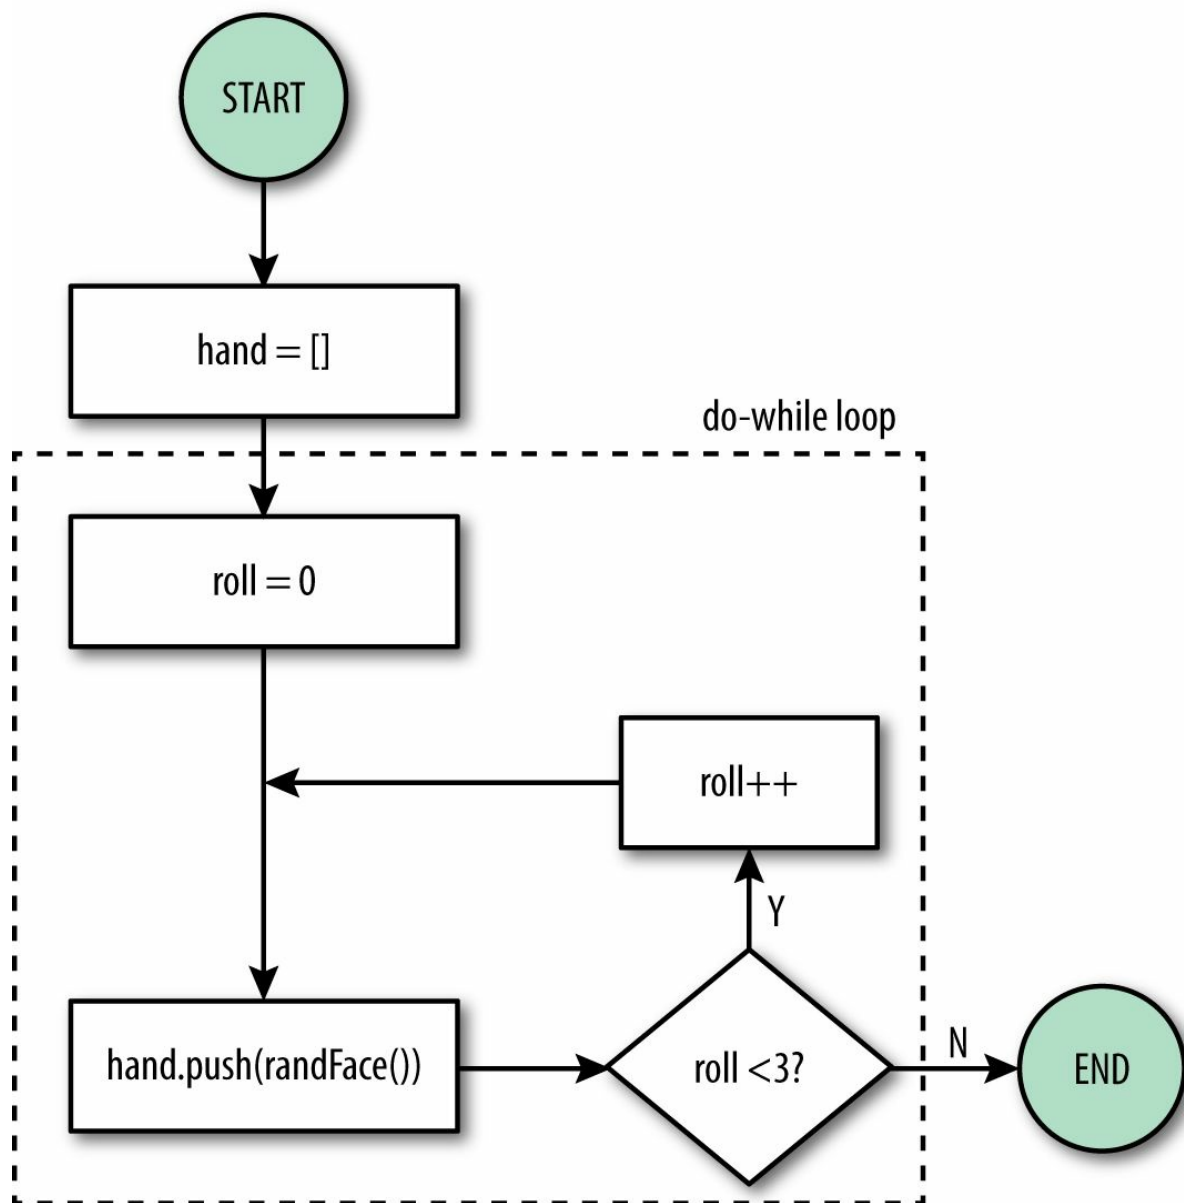 START
hand = []
do-while loop
roll = 0
roll++
Y
hand.push(randFace())
roll <3?
N
END